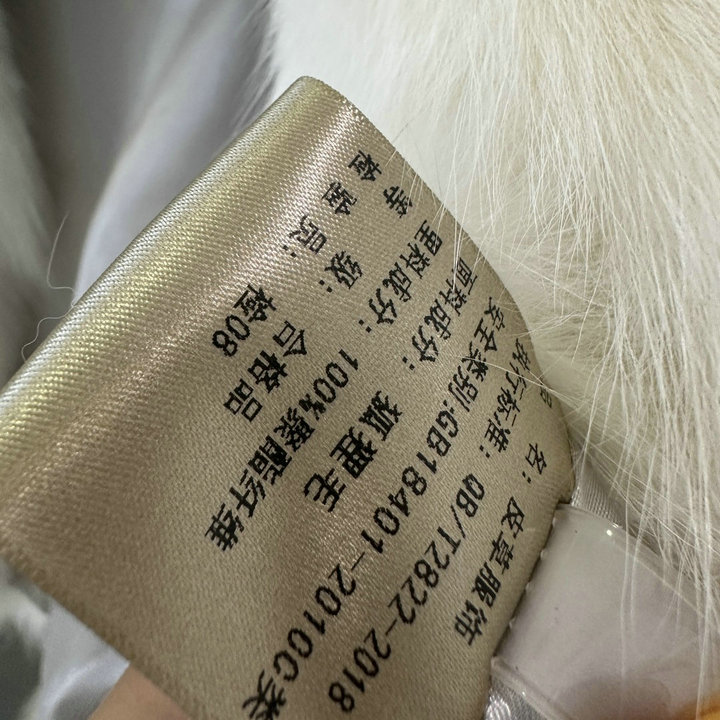 品 名: 皮草服饰
执行标准: QB/T2822-2018
安全类别:GB18401-2010C类
面料成分: 狐狸毛
里料成分: 100%聚酯纤维
等 级: 合格品
检 验 员: 检08